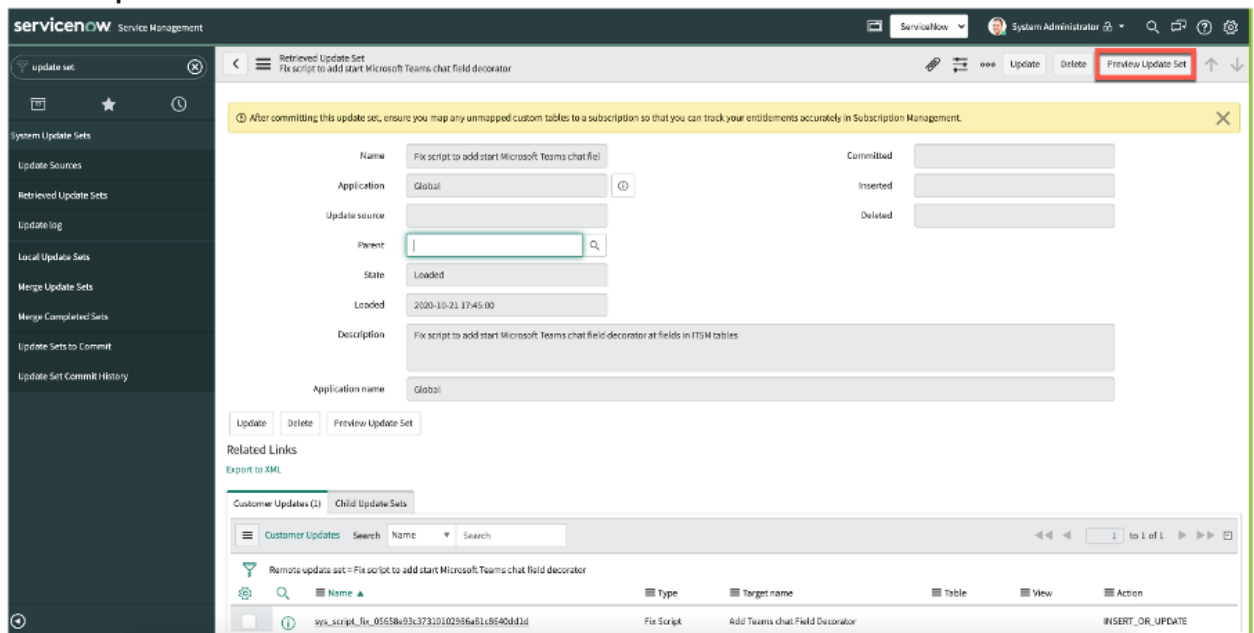 servicenow Service Management
ServiceNow
System Administrator
update set
Retrieved Update Set
Fix script to add start Microsoft Teams chat field decorator
Update
Delete
Preview Update Set
System Update Sets
Update Sources
Retrieved Update Sets
Update log
Local Update Sets
Merge Update Sets
Merge Completed Sets
Update Sets to Commit
Update Set Commit History
After committing this update set, ensure you map any unmapped custom tables to a subscription so that you can track your entitlements accurately in Subscription Management.
Name Fix script to add start Microsoft Teams chat fiel
Committed
Application Global
Inserted
Update source
Deleted
Parent
State Loaded
Loaded 2020-10-21 17:45:00
Description Fix script to add start Microsoft Teams chat field decorator at fields in ITSM tables
Application name Global
Update Delete Preview Update Set
Related Links
Export to XML
Customer Updates (1) Child Update Sets
Customer Updates Search Name Search 1 to 1 of 1
Remote update set = Fix script to add start Microsoft Teams chat field decorator
Name Type Target name Table View Action
Fix Script Add Teams chat Field Decorator INSERT_OR_UPDATE